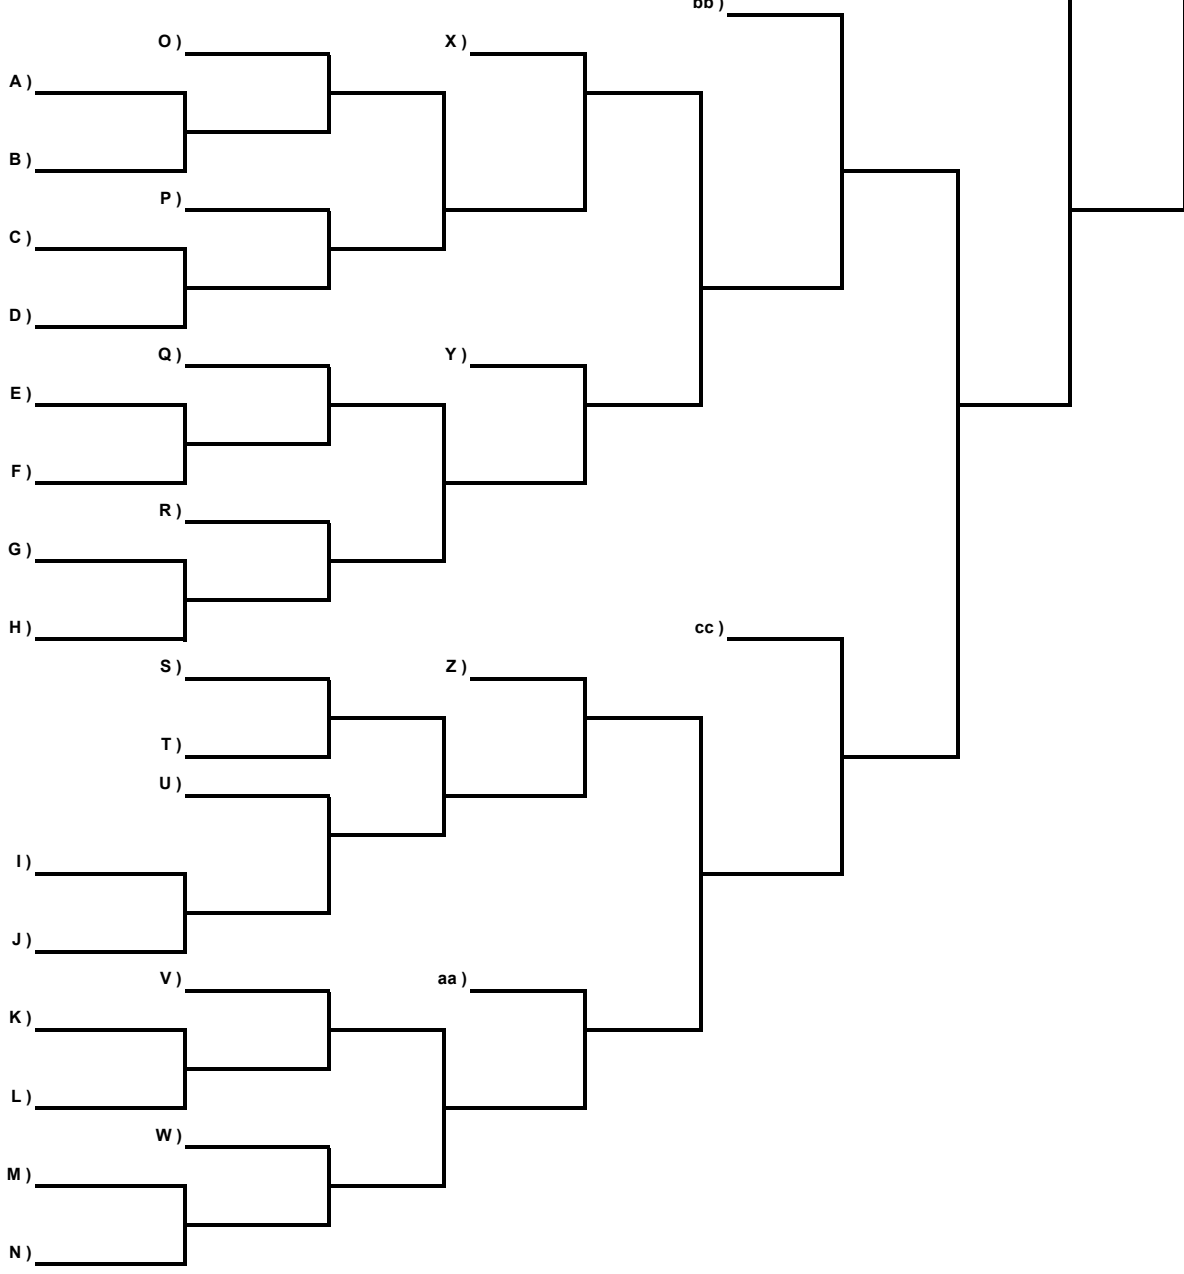 bb )
O )
X )
A )
B )
P )
C )
D )
Q )
Y )
E )
F )
R )
G )
H )
cc )
S )
Z )
T )
U )
I )
J )
V )
aa )
K )
L )
W )
M )
N )